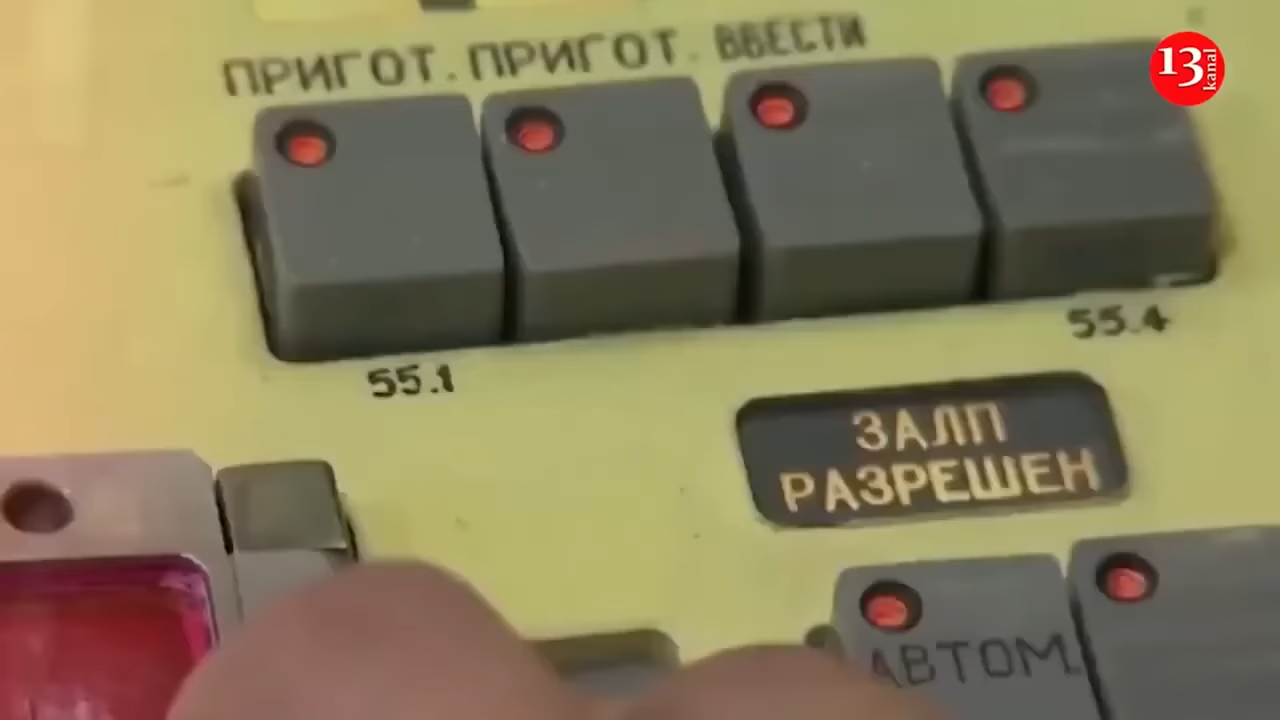 ПРИГОТ. ПРИГОТ. ВВЕСТИ
13 kanal
55.1
55.4
ЗАЛП
РАЗРЕШЕН
АВТОМ.